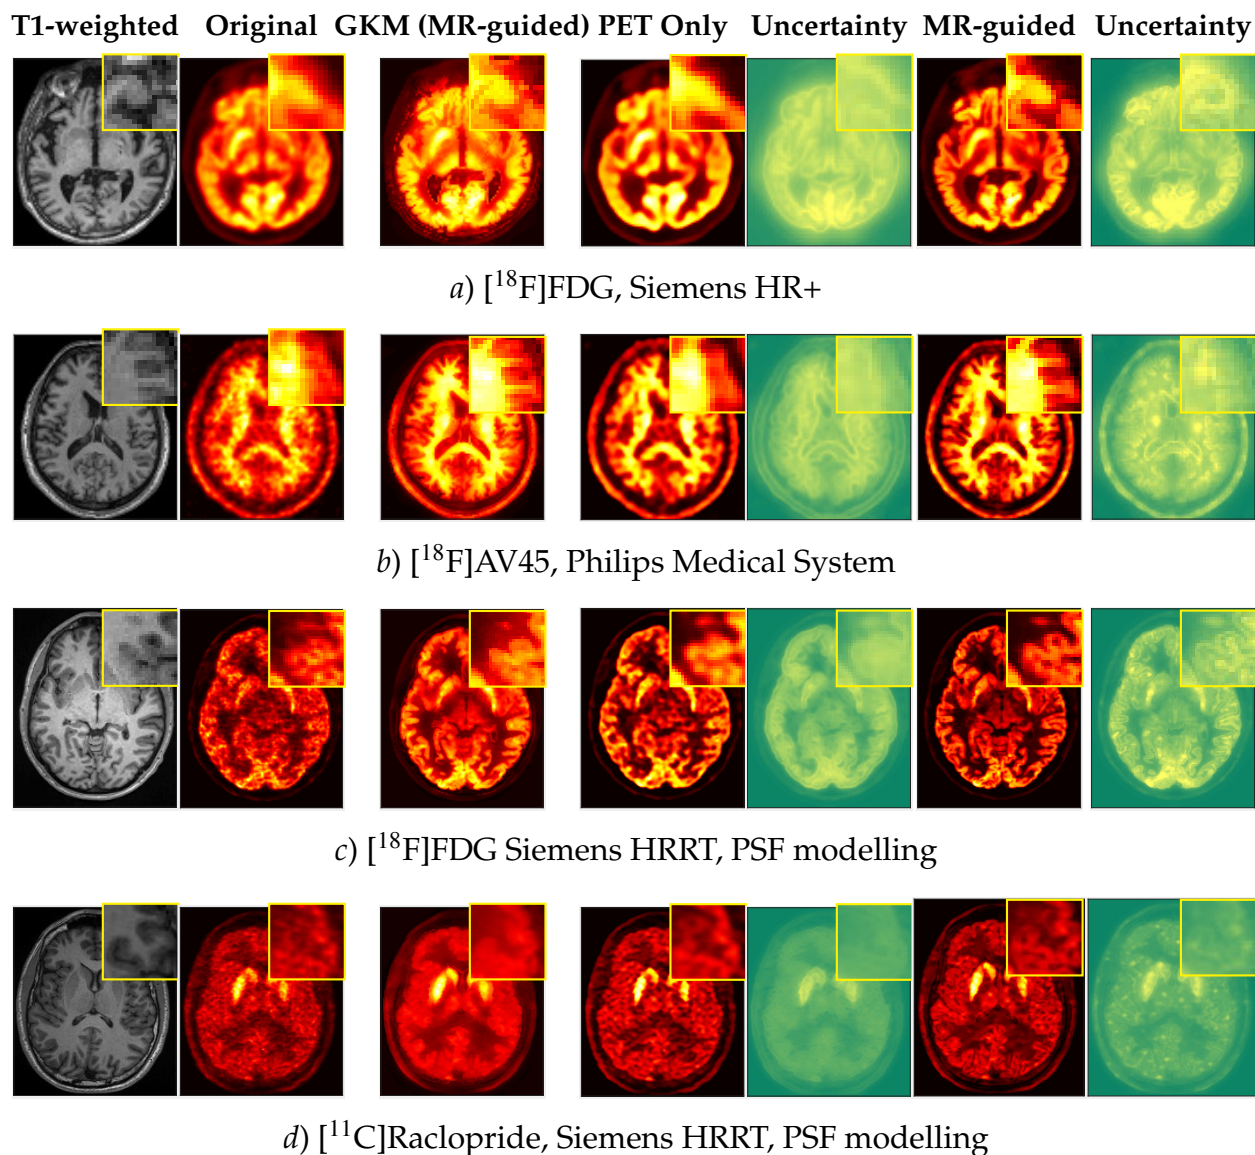 T1-weighted Original GKM (MR-guided) PET Only Uncertainty MR-guided Uncertainty
a) [¹⁸F]FDG, Siemens HR+
b) [¹⁸F]AV45, Philips Medical System
c) [¹⁸F]FDG Siemens HRRT, PSF modelling
d) [¹¹C]Raclopride, Siemens HRRT, PSF modelling